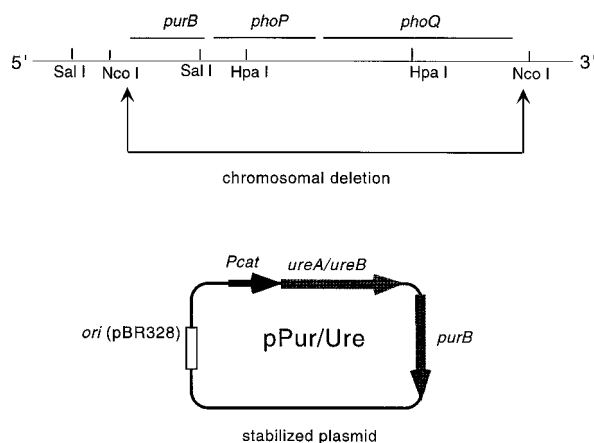 purB phoP phoQ
5' 3'
Sal I Nco I Sal I Hpa I Hpa I Nco I
chromosomal deletion
Pcat ureA/ureB
ori (pBR328) pPur/Ure purB
stabilized plasmid